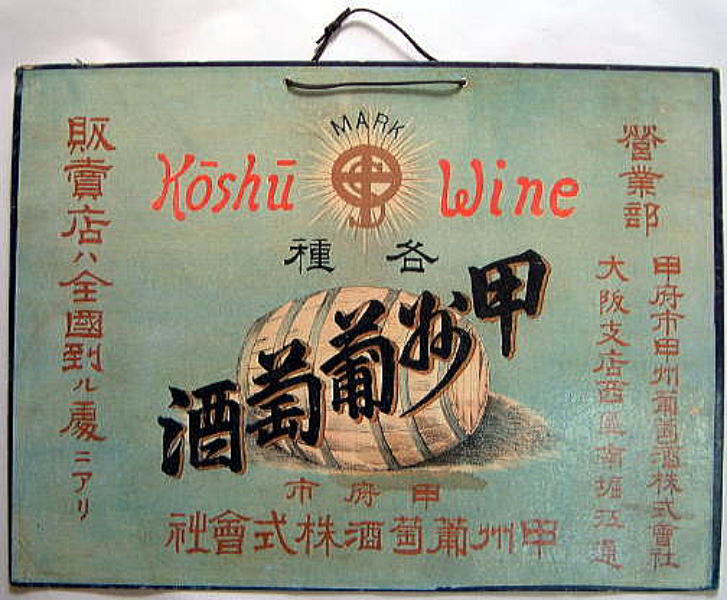 MARK
Kōshū Wine
各種
甲州葡萄酒
甲府市
甲州葡萄酒株式會社
營業部
甲府市甲州葡萄酒株式會社
大阪支店西區南堀江通
販賣店ハ全國到ル處ニアリ